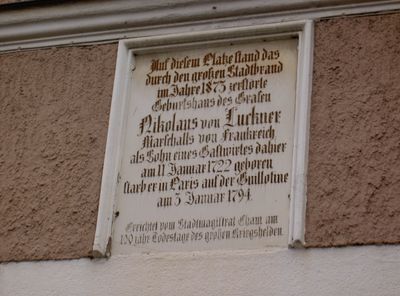 Auf diesem Platze stand das
durch den großen Stadtbrand
im Jahre 1873 zerstörte
Geburtshaus des Grafen
Nikolaus von Luckner
Marschalls von Frankreich
als Sohn eines Gastwirtes dahier
am 11. Januar 1722 geboren
starb er in Paris auf der Guillotine
am 3. Januar 1794.
Errichtet vom Stadtmagistrat Cham am
100 jähr. Todestage des großen Kriegshelden.